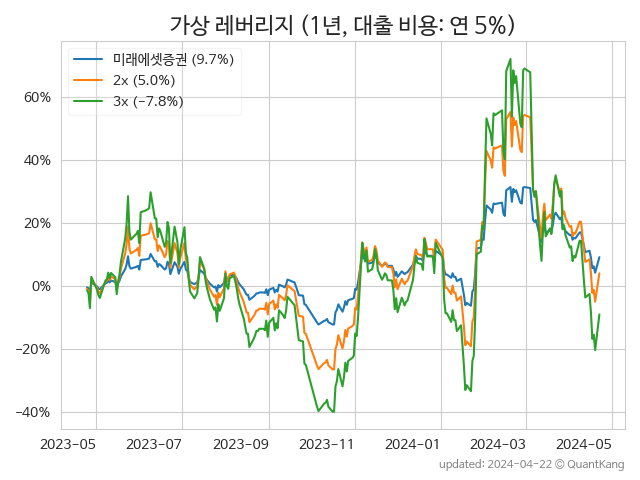 가상 레버리지 (1년, 대출 비용: 연 5%)
미래에셋증권 (9.7%)
2x (5.0%)
3x (−7.8%)
60%
40%
20%
0%
−20%
−40%
2023-05 2023-07 2023-09 2023-11 2024-01 2024-03 2024-05
updated: 2024-04-22 © QuantKang